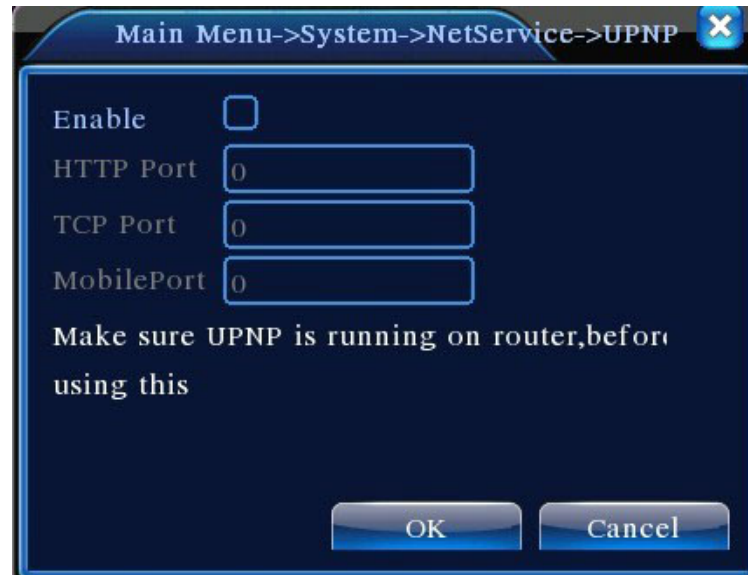 Main Menu->System->NetService->UPNP
Enable
HTTP Port 0
TCP Port 0
MobilePort 0
Make sure UPNP is running on router,before
using this
OK Cancel